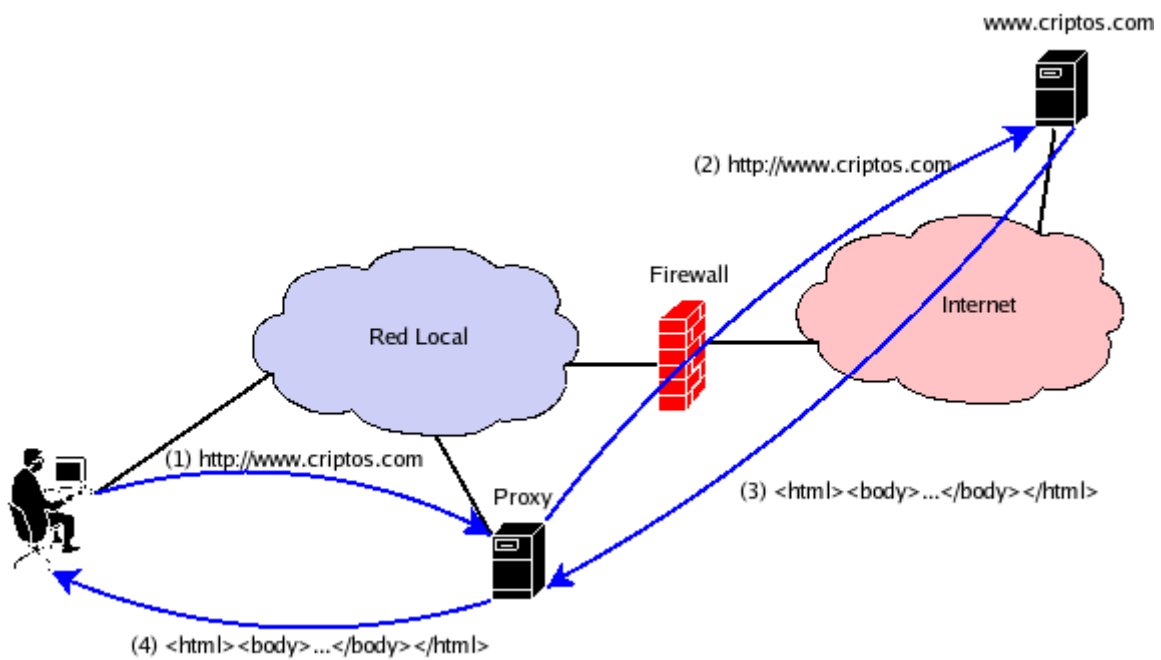 www.criptos.com
(2) http://www.criptos.com
Firewall
Internet
Red Local
(1) http://www.criptos.com
Proxy
(3) <html><body>...</body></html>
(4) <html><body>...</body></html>